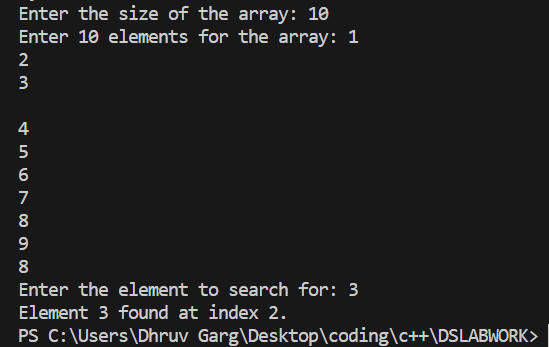 Enter the size of the array: 10
Enter 10 elements for the array: 1
2
3
4
5
6
7
8
9
8
Enter the element to search for: 3
Element 3 found at index 2.
PS C:\Users\Dhruv Garg\Desktop\coding\c++\DSLABWORK>